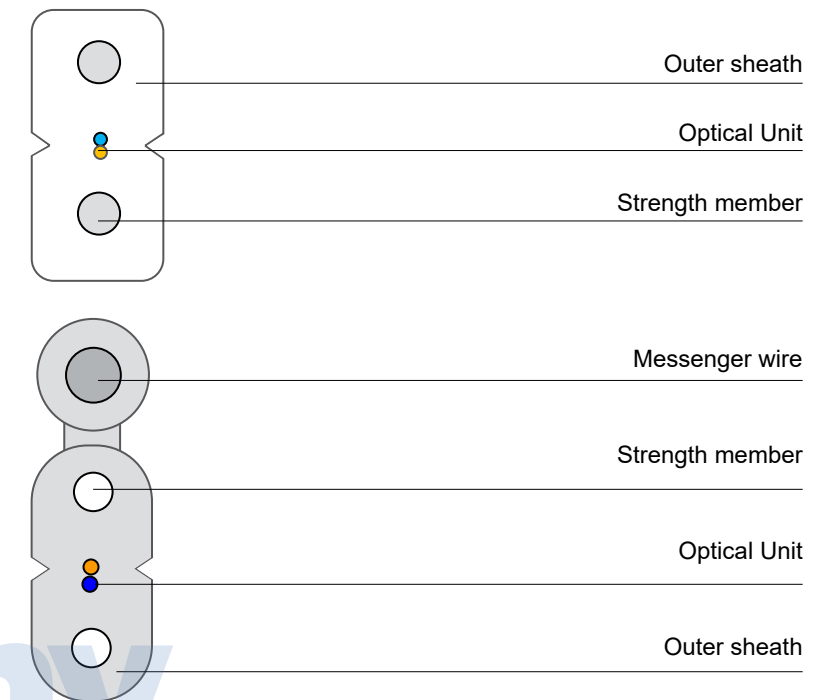 Outer sheath
Optical Unit
Strength member
Messenger wire
Strength member
Optical Unit
Outer sheath